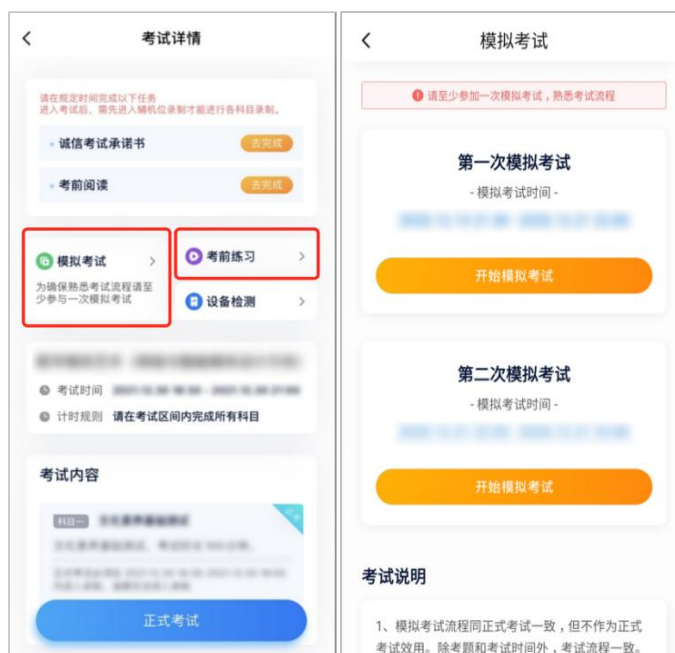 考试详情
请在规定时间完成以下任务
进入考试后，需先进入辅机位录制才能进行各科目录制。
诚信考试承诺书
去完成
考前阅读
去完成
模拟考试
为确保熟悉考试流程请至
少参与一次模拟考试
考前练习
设备检测
考试时间
计时规则 请在考试区间内完成所有科目
考试内容
科目一
正式考试
模拟考试
请至少参加一次模拟考试，熟悉考试流程
第一次模拟考试
- 模拟考试时间 -
开始模拟考试
第二次模拟考试
- 模拟考试时间 -
开始模拟考试
考试说明
1、模拟考试流程同正式考试一致，但不作为正式
考试效用。除考题和考试时间外，考试流程一致。